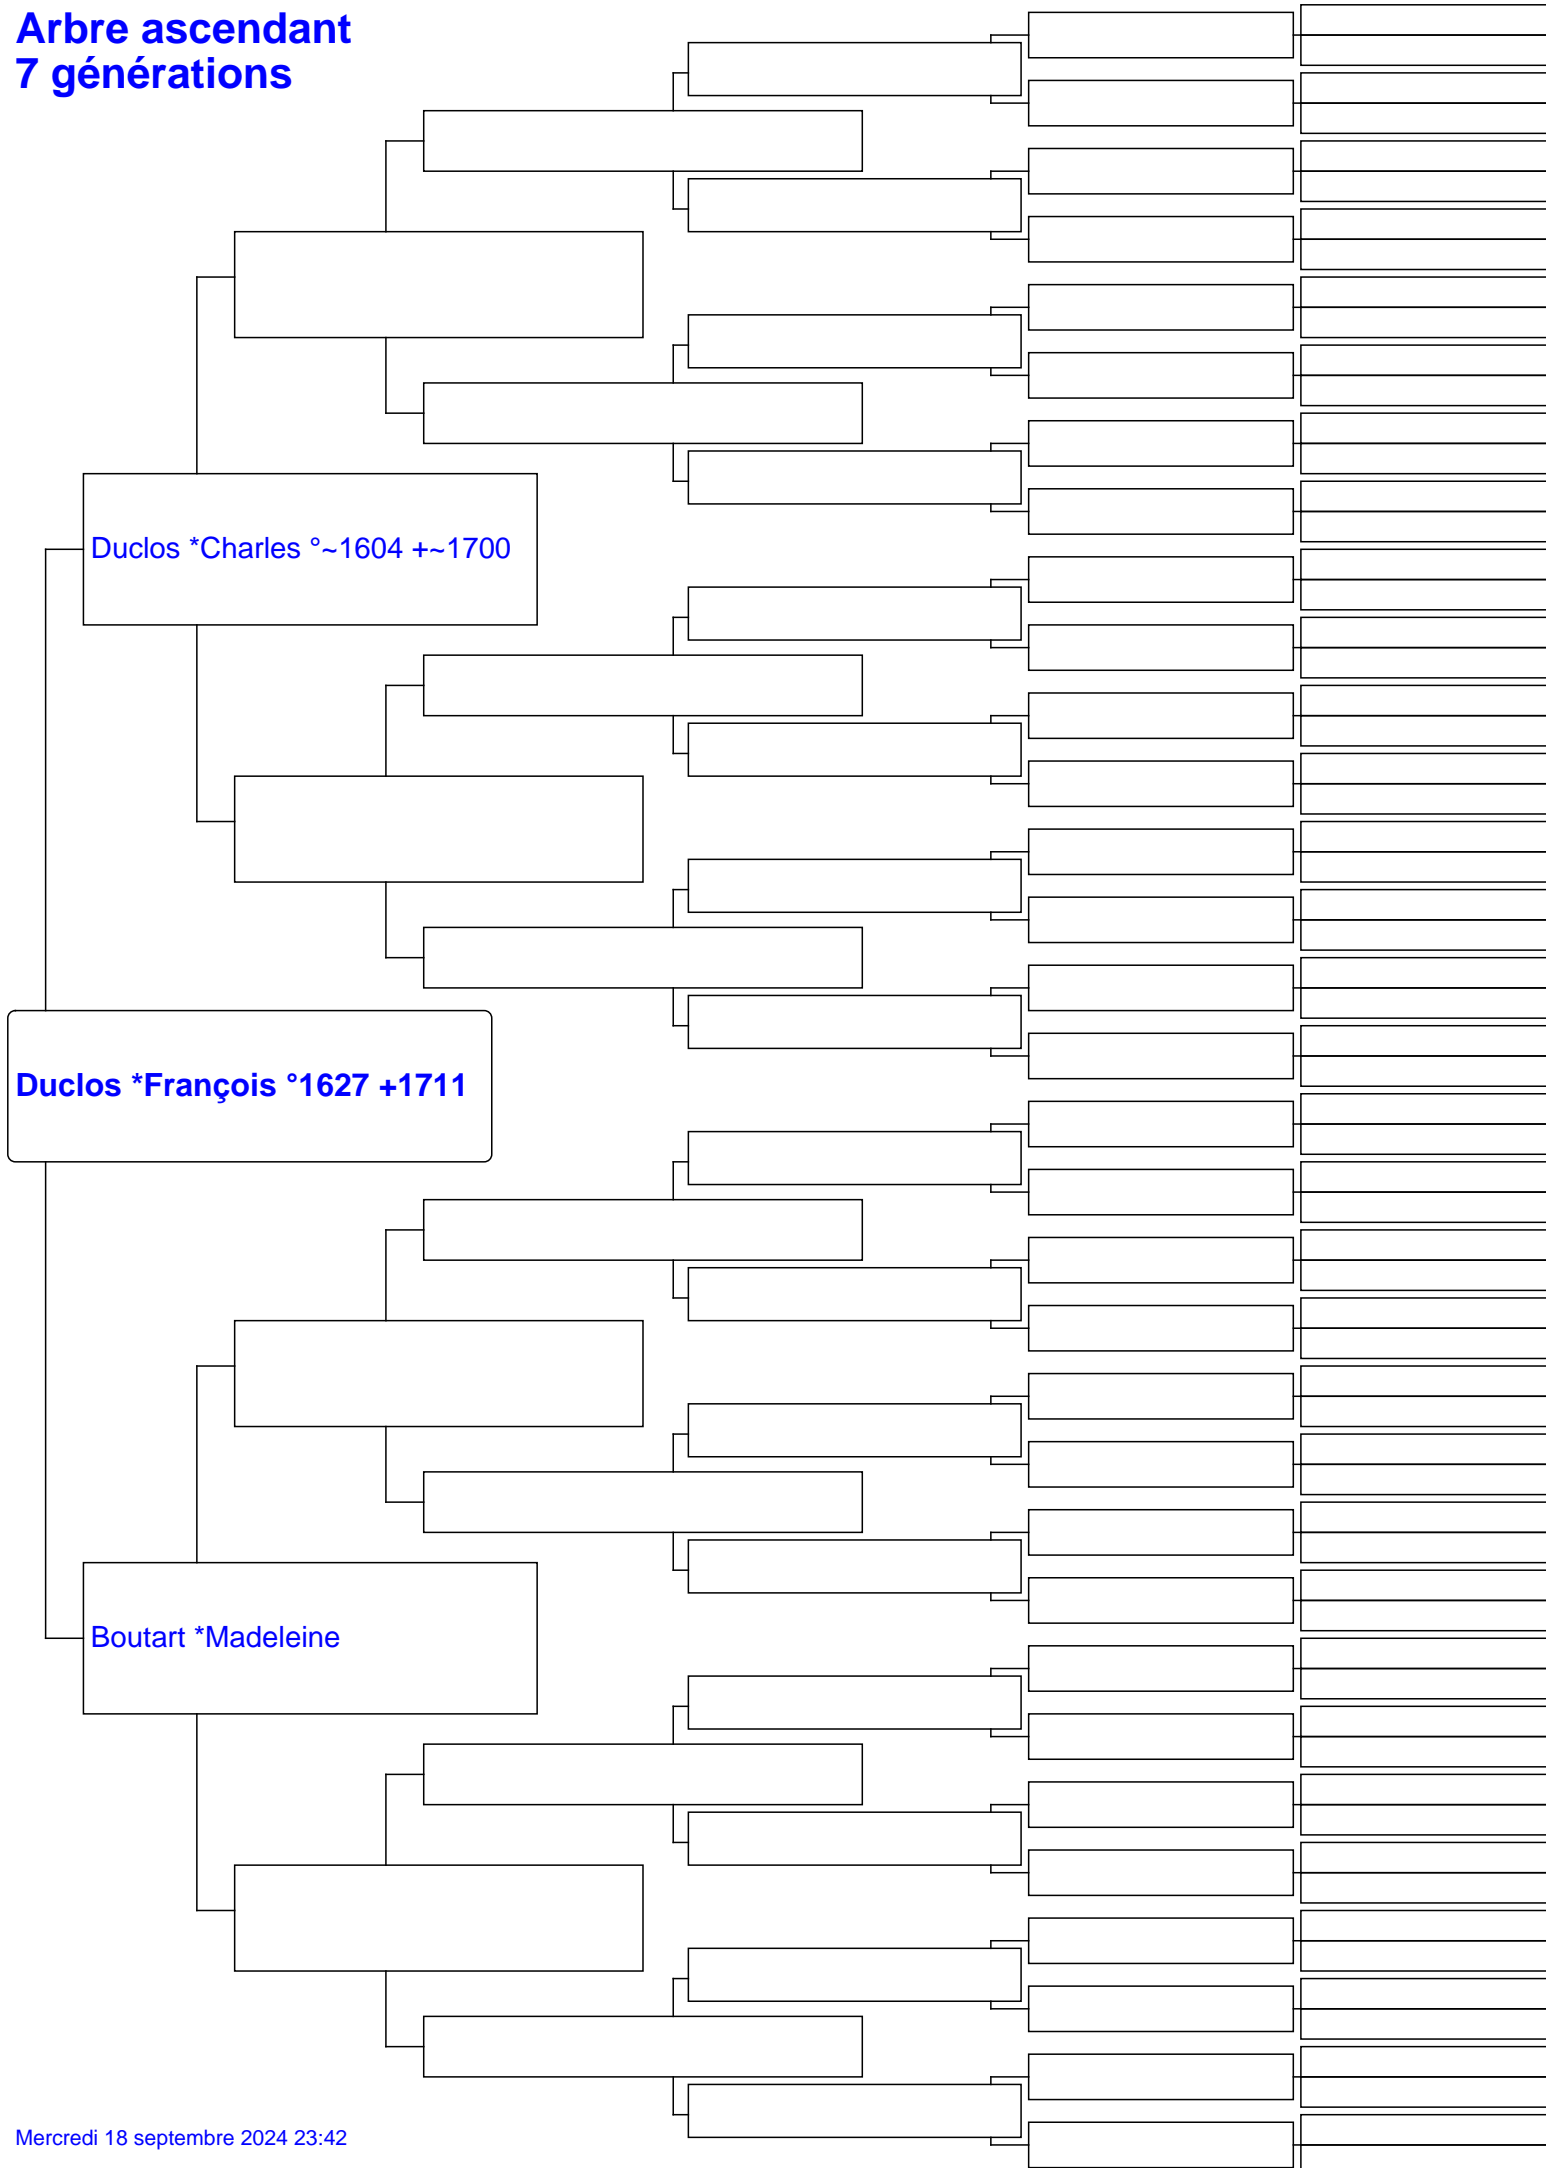 Arbre ascendant
7 générations
Duclos *Charles °~1604 +~1700
Duclos *François °1627 +1711
Boutart *Madeleine
Mercredi 18 septembre 2024 23:42